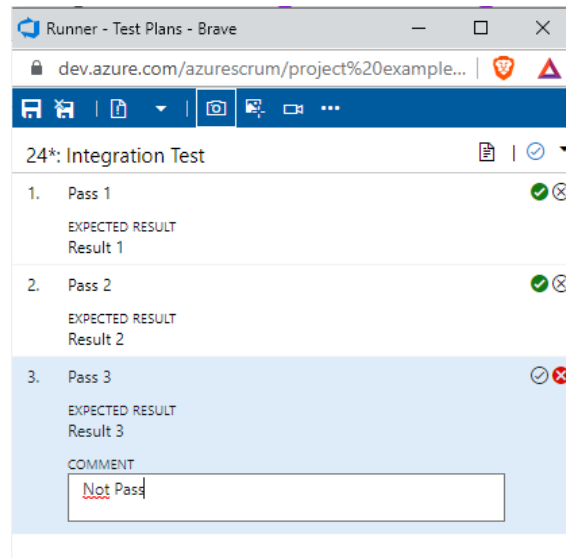 Runner - Test Plans - Brave
dev.azure.com/azurescrum/project%20example...
24*: Integration Test
1. Pass 1
EXPECTED RESULT
Result 1
2. Pass 2
EXPECTED RESULT
Result 2
3. Pass 3
EXPECTED RESULT
Result 3
COMMENT
Not Pass